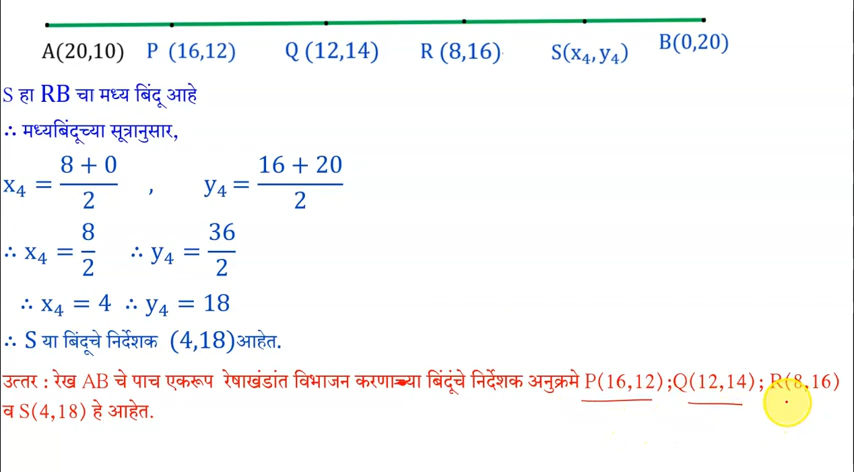 A(20,10) P (16,12) Q (12,14) R (8,16) S(x₄,y₄) B(0,20)
S हा RB चा मध्य बिंदू आहे
∴ मध्यबिंदूच्या सूत्रानुसार,
x₄ = (8 + 0)/2 , y₄ = (16 + 20)/2
∴ x₄ = 8/2 ∴ y₄ = 36/2
∴ x₄ = 4 ∴ y₄ = 18
∴ S या बिंदूचे निर्देशक (4,18) आहेत.
उत्तर : रेख AB चे पाच एकरूप रेषाखंडांत विभाजन करणाऱ्या बिंदूंचे निर्देशक अनुक्रमे P(16,12) ;Q(12,14) ; R(8,16)
व S(4,18) हे आहेत.